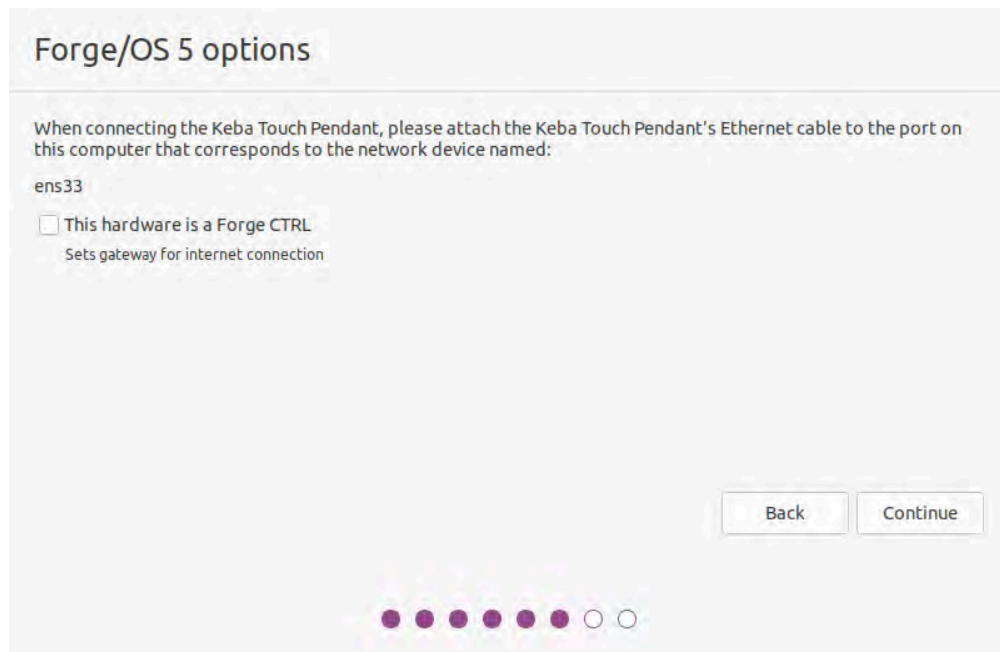 Forge/OS 5 options
When connecting the Keba Touch Pendant, please attach the Keba Touch Pendant's Ethernet cable to the port on
this computer that corresponds to the network device named:
ens33
This hardware is a Forge CTRL
Sets gateway for internet connection
Back
Continue